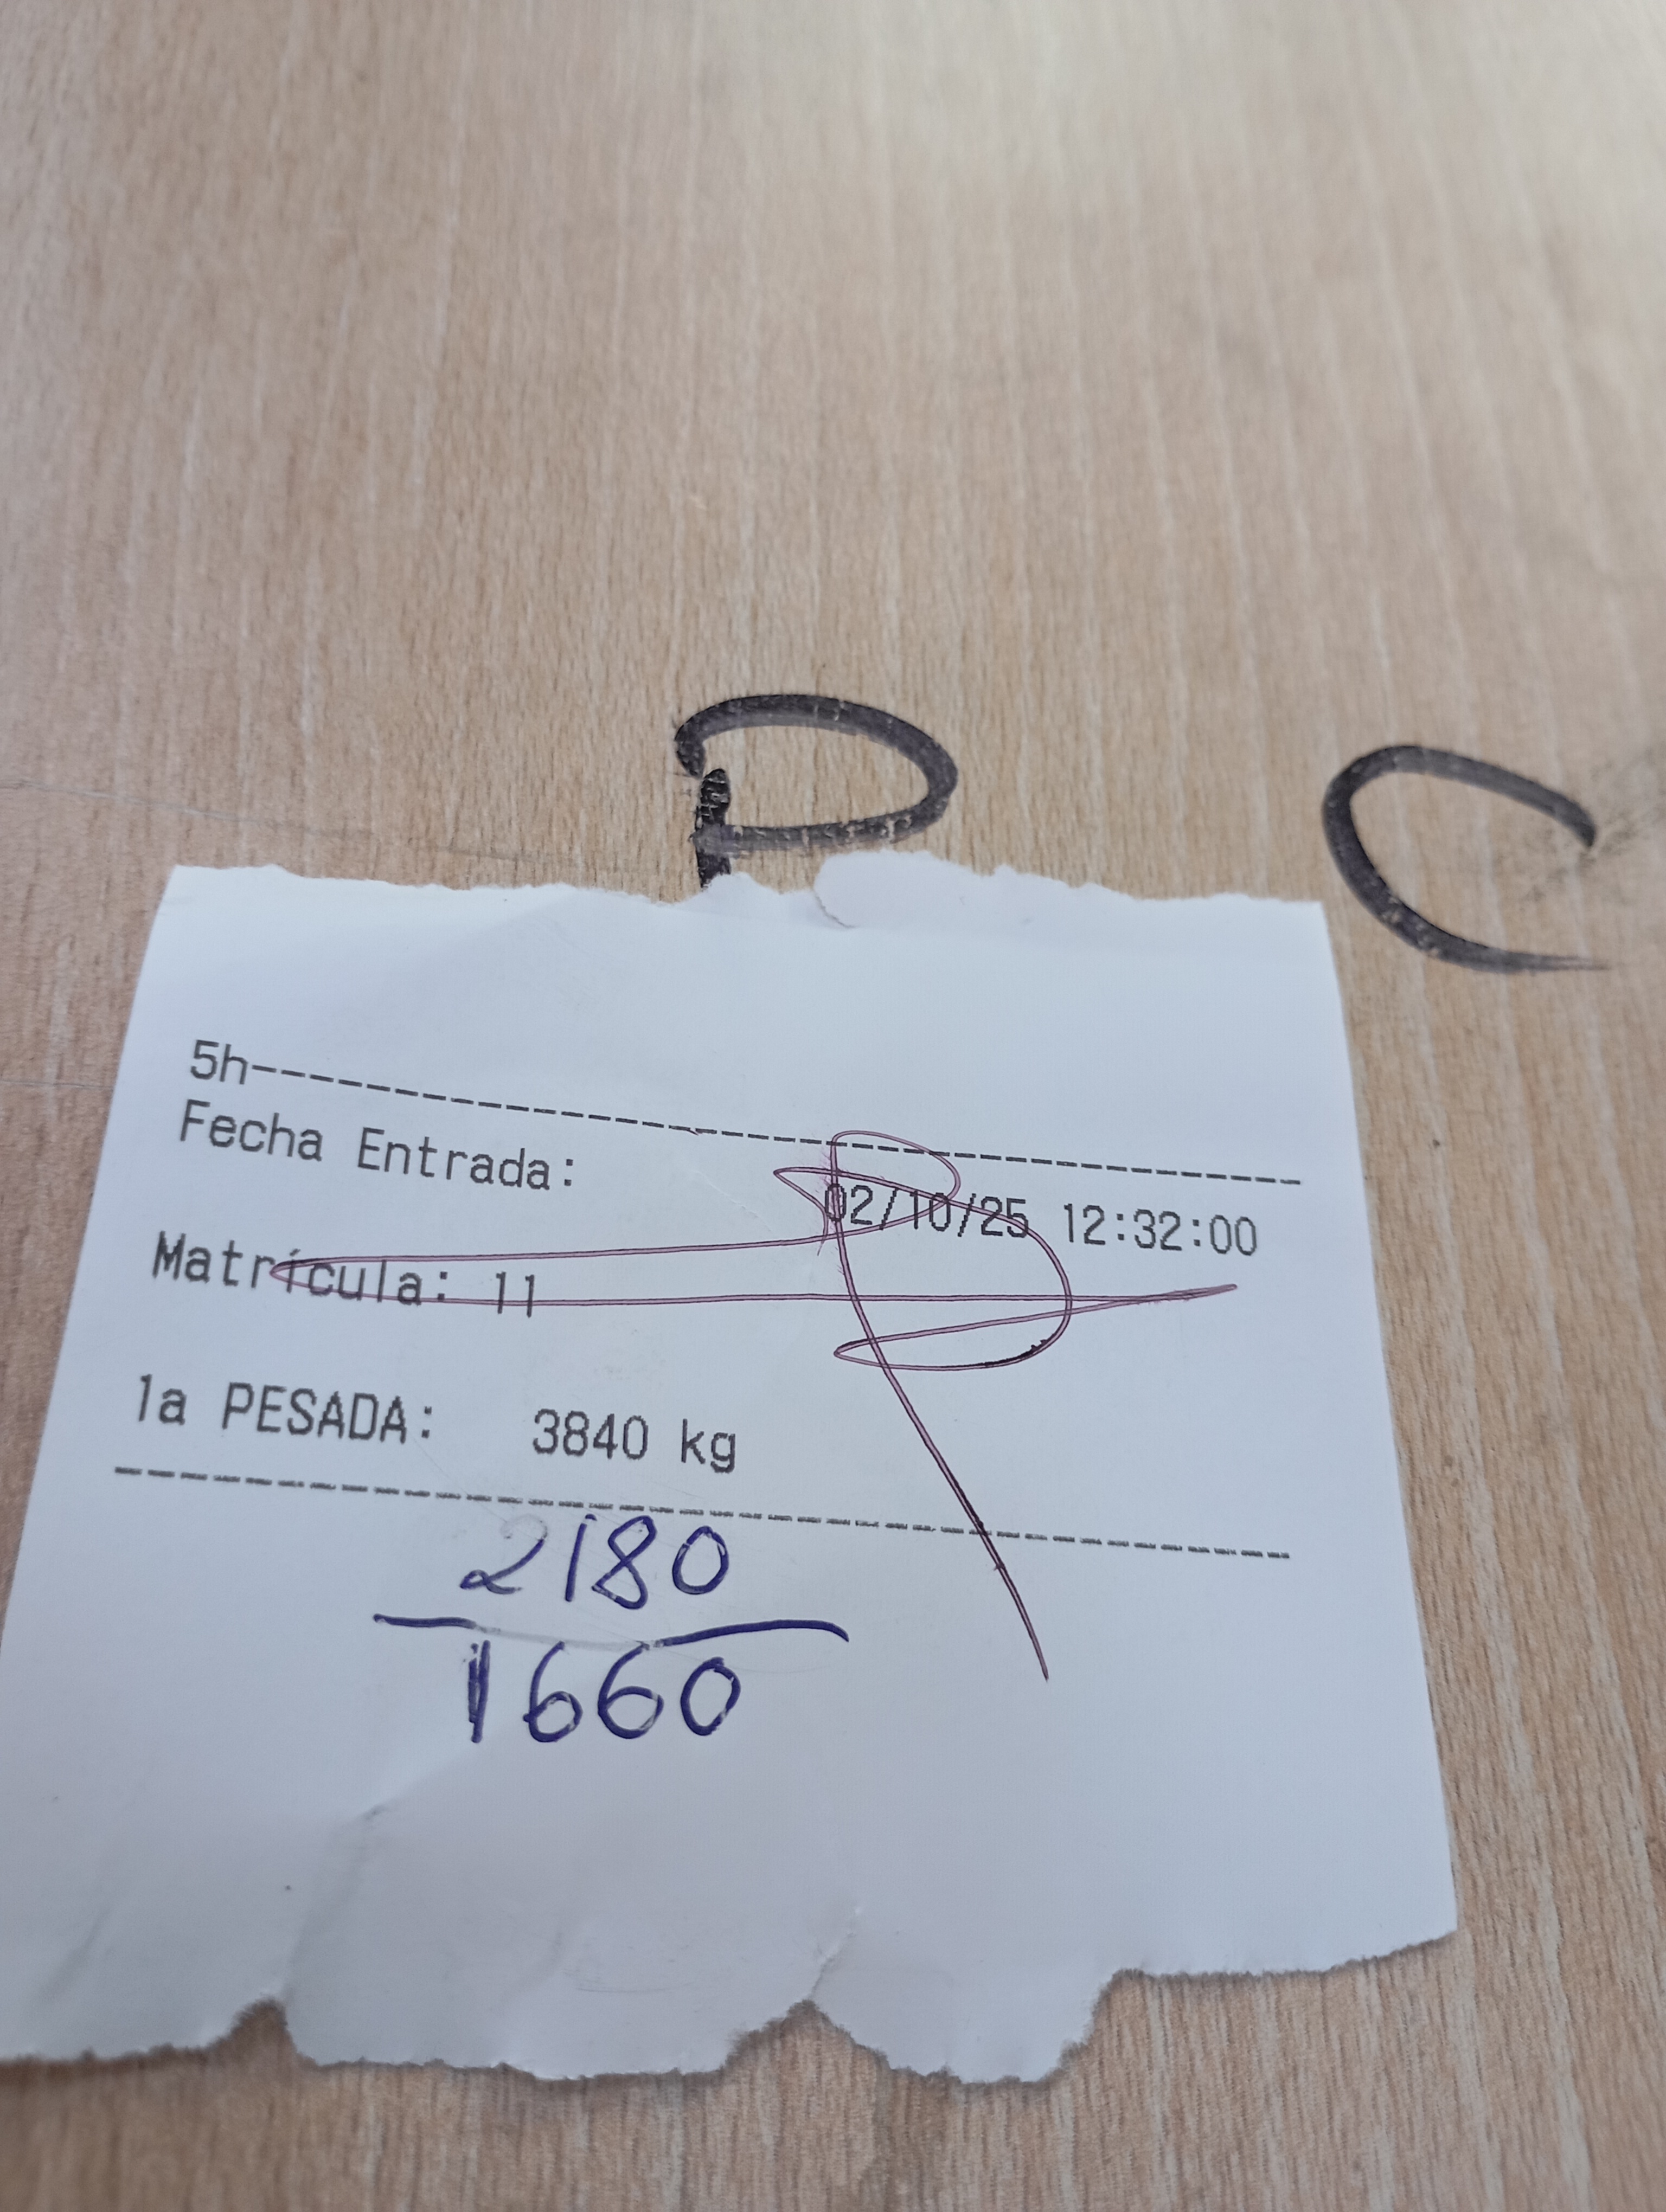 P C
5h------------------------------------------------
Fecha Entrada: 02/10/25 12:32:00
Matrícula: 11
1a PESADA: 3840 kg
--------------------------------------------------
2180
1660